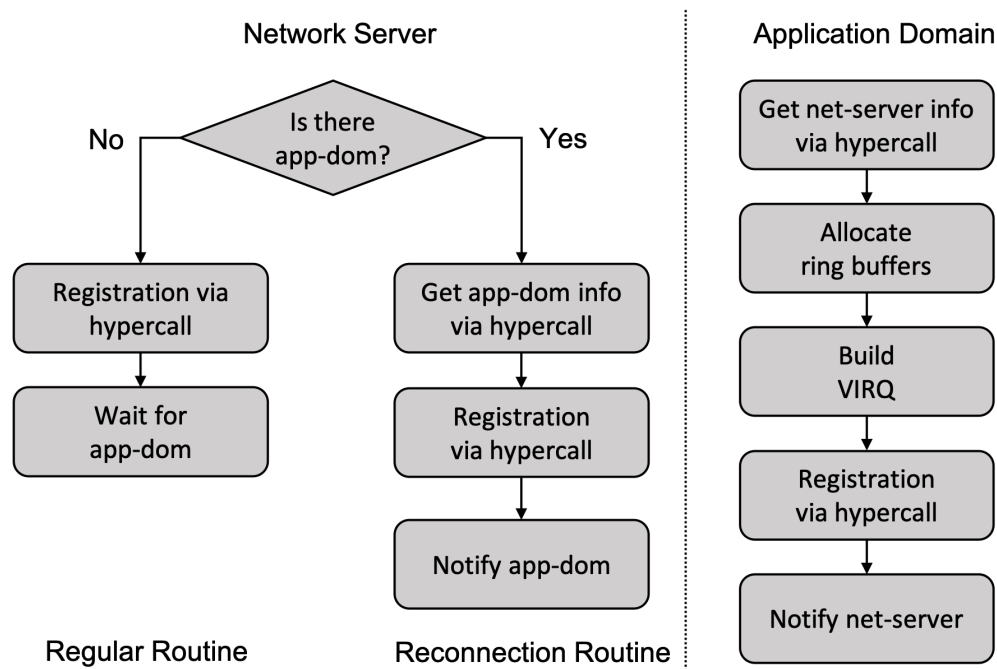 Network Server
Is there
app-dom?
No
Yes
Registration via
hypercall
Wait for
app-dom
Regular Routine
Get app-dom info
via hypercall
Registration
via hypercall
Notify app-dom
Reconnection Routine
Application Domain
Get net-server info
via hypercall
Allocate
ring buffers
Build
VIRQ
Registration
via hypercall
Notify net-server